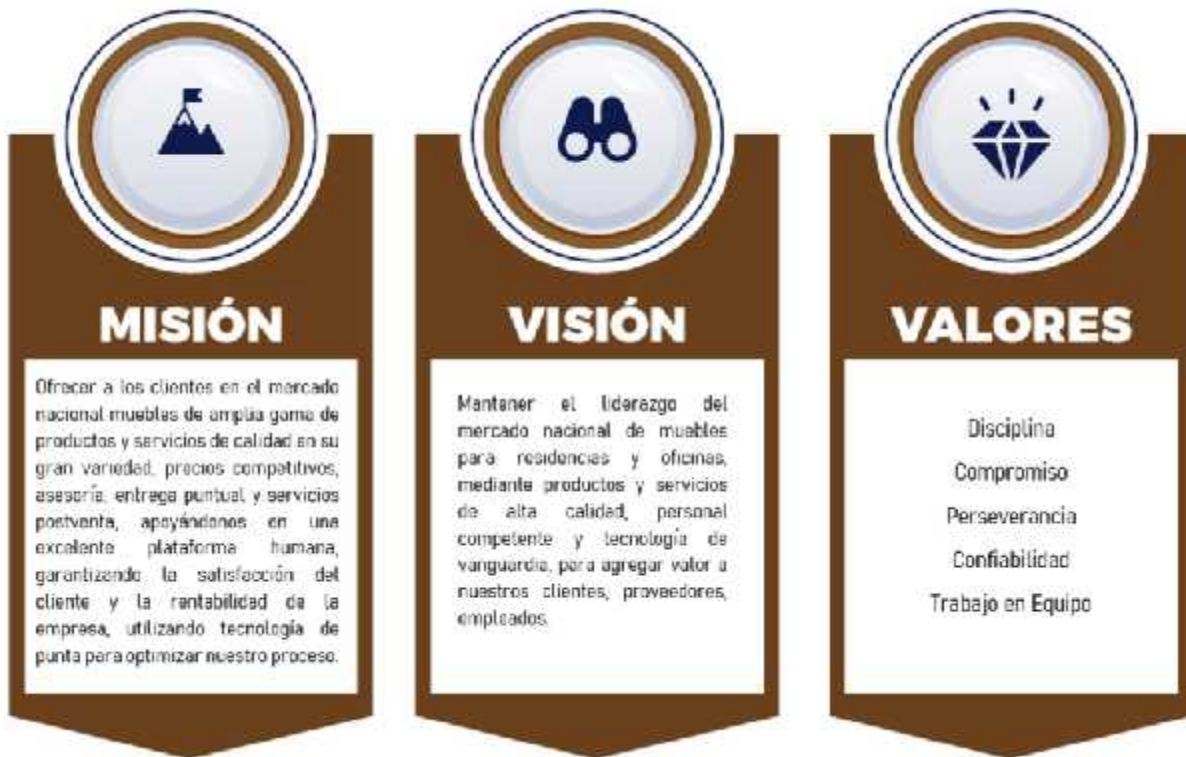 MISIÓN
Ofrecer a los clientes en el mercado
nacional muebles de amplia gama de
productos y servicios de calidad en su
gran variedad, precios competitivos,
asesoría, entrega puntual y servicios
postventa, apoyándonos en una
excelente plataforma humana,
garantizando la satisfacción del
cliente y la rentabilidad de la
empresa, utilizando tecnología de
punta para optimizar nuestro proceso.
VISIÓN
Mantener el liderazgo del
mercado nacional de muebles
para residencias y oficinas,
mediante productos y servicios
de alta calidad, personal
competente y tecnología de
vanguardia, para agregar valor a
nuestros clientes, proveedores,
empleados.
VALORES
Disciplina
Compromiso
Perseverancia
Confiabilidad
Trabajo en Equipo